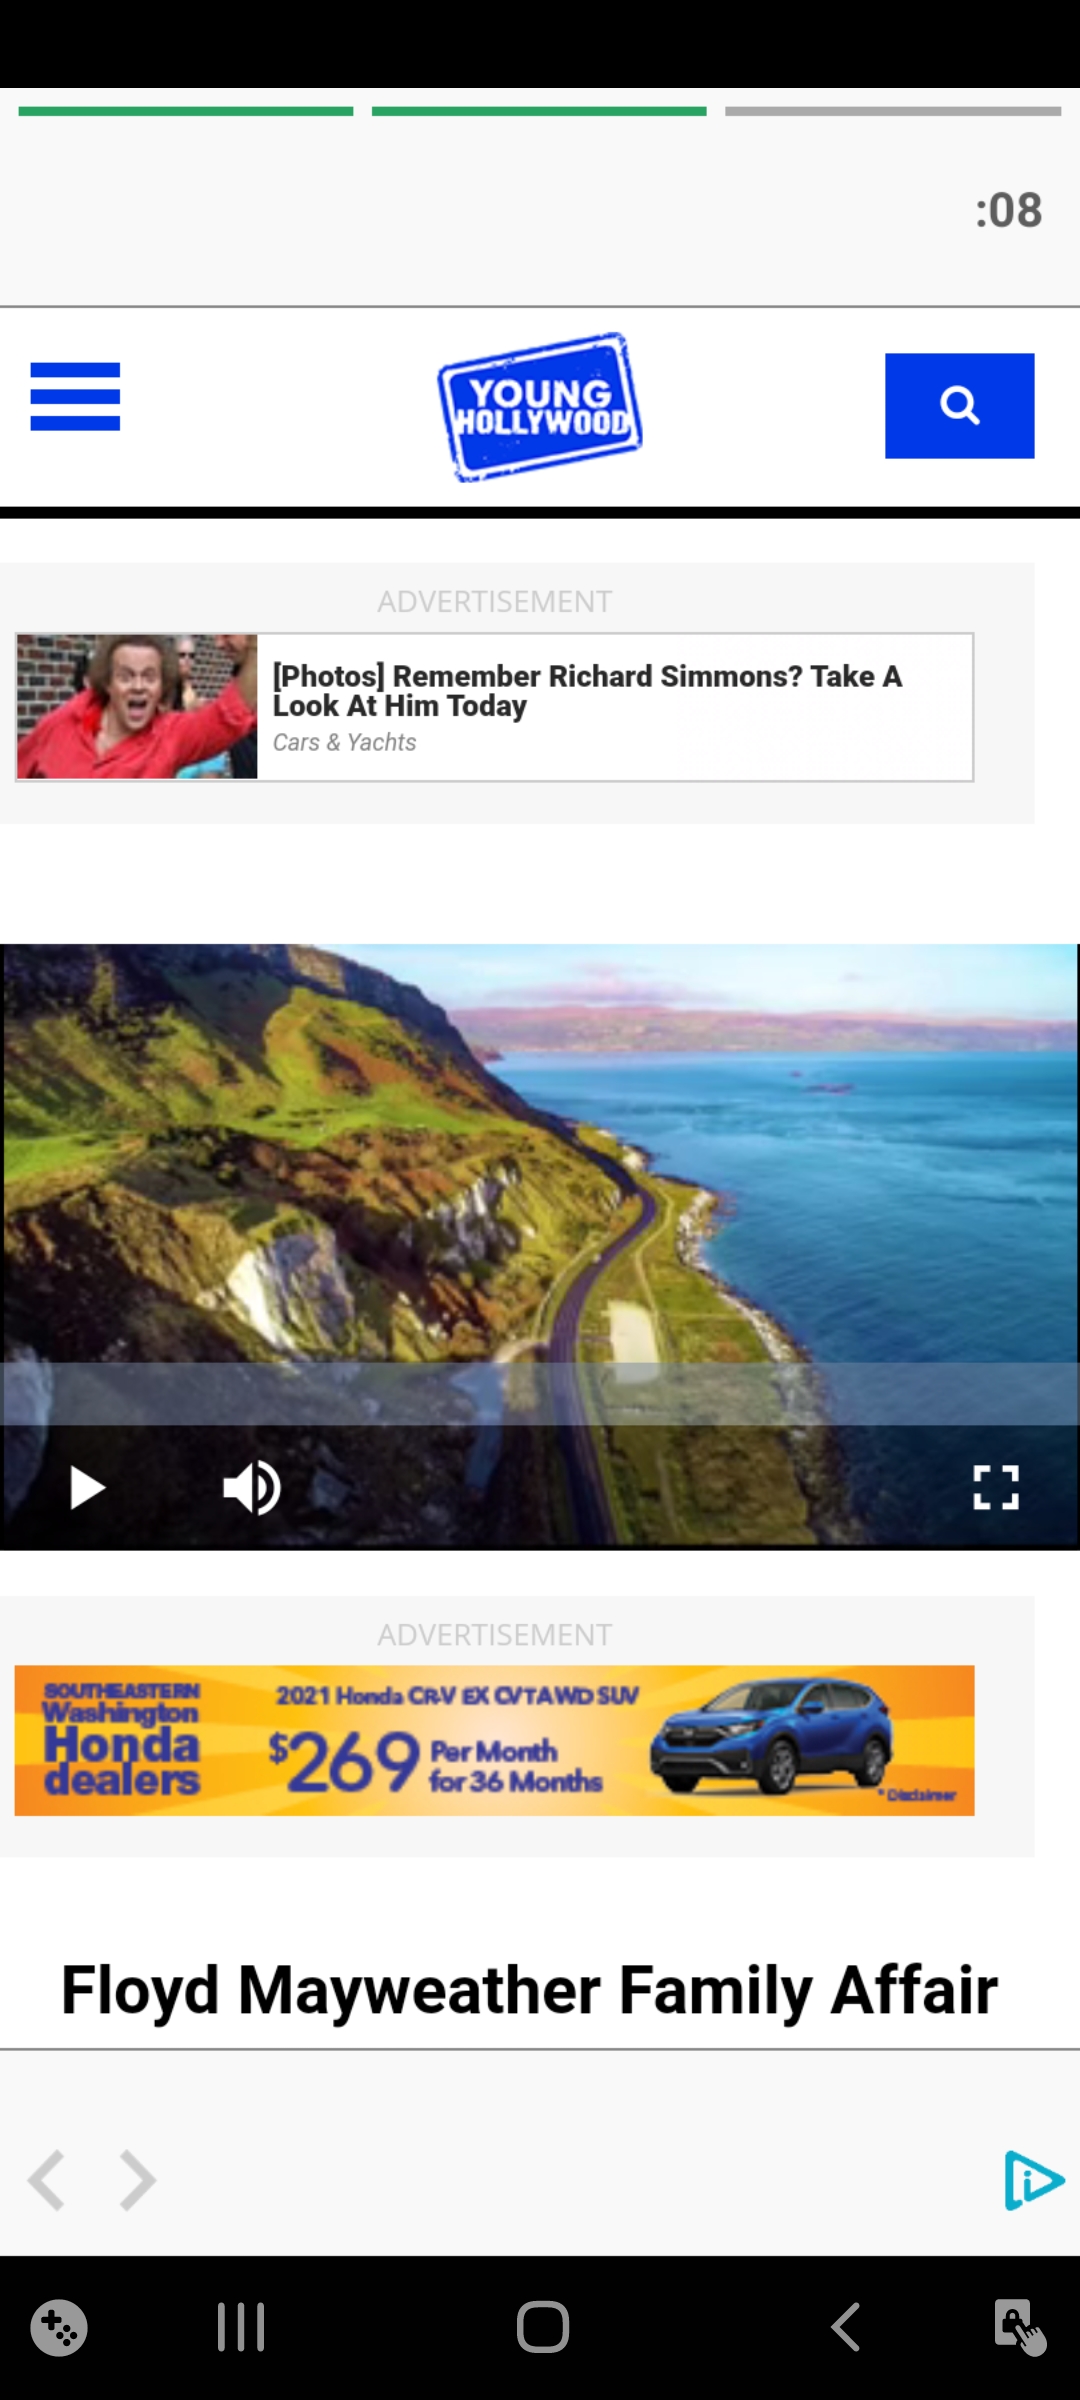 :08
YOUNG
HOLLYWOOD
ADVERTISEMENT
[Photos] Remember Richard Simmons? Take A
Look At Him Today
Cars & Yachts
ADVERTISEMENT
SOUTHEASTERN
Washington
Honda
dealers
2021 Honda CR-V EX CVT AWD SUV
$269 Per Month
for 36 Months
* Disclaimer
Floyd Mayweather Family Affair